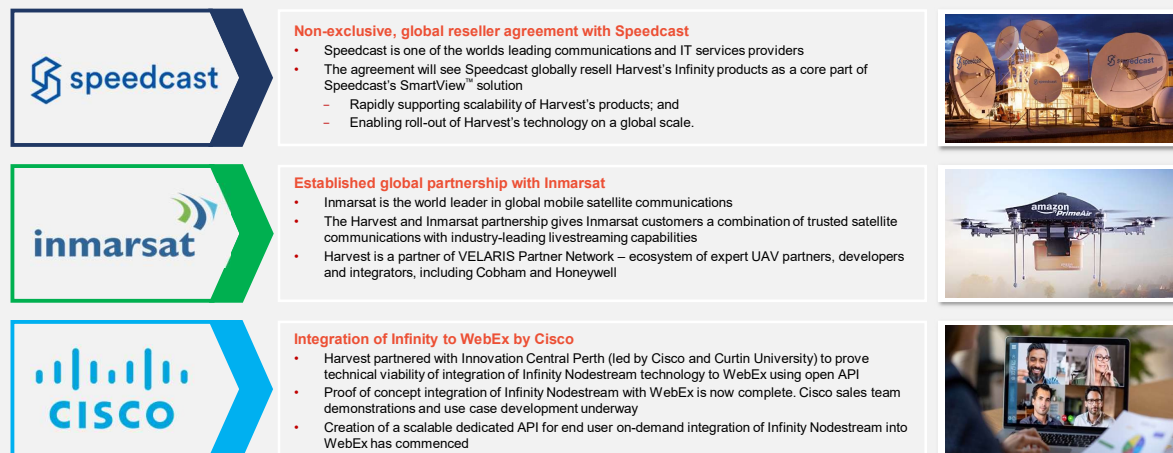 speedcast
Non-exclusive, global reseller agreement with Speedcast
• Speedcast is one of the worlds leading communications and IT services providers
• The agreement will see Speedcast globally resell Harvest's Infinity products as a core part of
Speedcast's SmartView™ solution
– Rapidly supporting scalability of Harvest's products; and
– Enabling roll-out of Harvest's technology on a global scale.
speedcast
inmarsat
Established global partnership with Inmarsat
• Inmarsat is the world leader in global mobile satellite communications
• The Harvest and Inmarsat partnership gives Inmarsat customers a combination of trusted satellite
communications with industry-leading livestreaming capabilities
• Harvest is a partner of VELARIS Partner Network – ecosystem of expert UAV partners, developers
and integrators, including Cobham and Honeywell
amazon
PrimeAir
CISCO
Integration of Infinity to WebEx by Cisco
• Harvest partnered with Innovation Central Perth (led by Cisco and Curtin University) to prove
technical viability of integration of Infinity Nodestream technology to WebEx using open API
• Proof of concept integration of Infinity Nodestream with WebEx is now complete. Cisco sales team
demonstrations and use case development underway
• Creation of a scalable dedicated API for end user on-demand integration of Infinity Nodestream into
WebEx has commenced